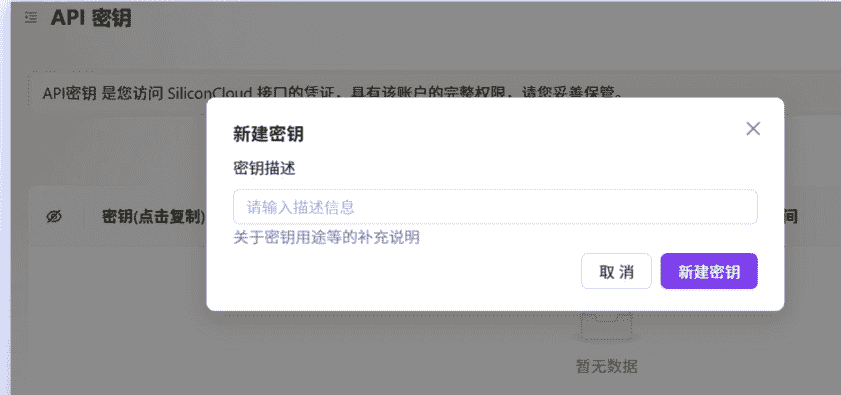 API 密钥
API密钥 是您访问 SiliconCloud 接口的凭证，具有该账户的完整权限，请您妥善保管。
新建密钥
密钥描述
请输入描述信息
密钥(点击复制)
间
关于密钥用途等的补充说明
取 消
新建密钥
暂无数据